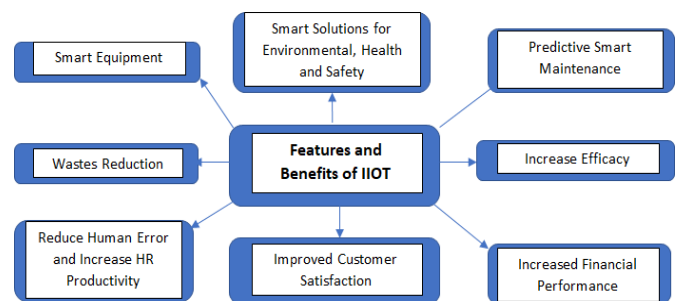 Smart Equipment
Smart Solutions for
Environmental, Health
and Safety
Predictive Smart
Maintenance
Wastes Reduction
Features and
Benefits of IIOT
Increase Efficacy
Reduce Human Error
and Increase HR
Productivity
Improved Customer
Satisfaction
Increased Financial
Performance